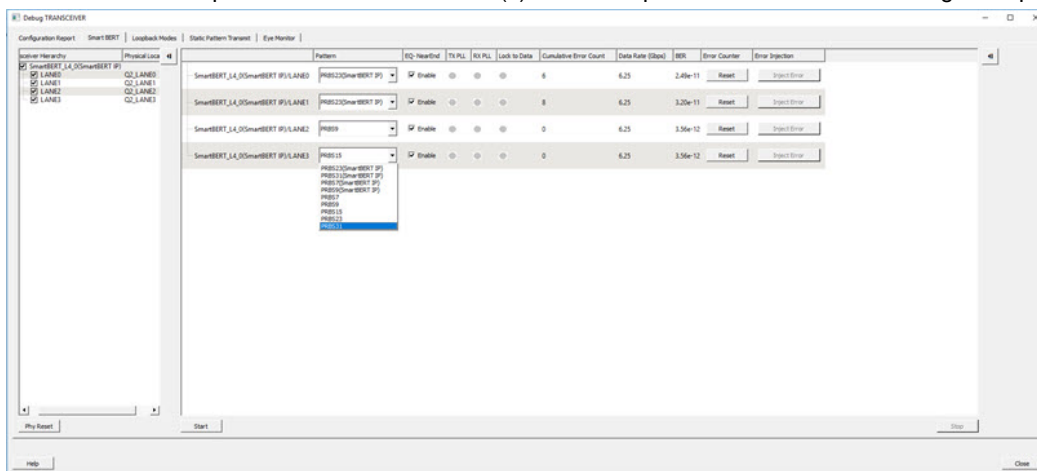 Debug TRANSCEIVER
Configuration Report Smart BERT Loopback Modes Static Pattern Transmit Eye Monitor
sceiver Hierarchy Physical Loca Pattern EQ- NearEnd TX PLL RX PLL Lock to Data Cumulative Error Count Data Rate (Gbps) BER Error Counter Error Injection
SmartBERT_L4_0(SmartBERT IP)
LANE0 Q2_LANE0
LANE1 Q2_LANE1
LANE2 Q2_LANE2
LANE3 Q2_LANE3
SmartBERT_L4_0(SmartBERT IP)/LANE0 PRBS23(SmartBERT IP) Enable 6 6.25 2.49e-11 Reset Inject Error
SmartBERT_L4_0(SmartBERT IP)/LANE1 PRBS23(SmartBERT IP) Enable 8 6.25 3.20e-11 Reset Inject Error
SmartBERT_L4_0(SmartBERT IP)/LANE2 PRBS9 Enable 0 6.25 3.56e-12 Reset Inject Error
SmartBERT_L4_0(SmartBERT IP)/LANE3 PRBS15 Enable 0 6.25 3.56e-12 Reset Inject Error
PRBS23(SmartBERT IP)
PRBS31(SmartBERT IP)
PRBS7(SmartBERT IP)
PRBS9(SmartBERT IP)
PRBS7
PRBS9
PRBS15
PRBS23
PRBS31
Phy Reset Start Stop
Help Close